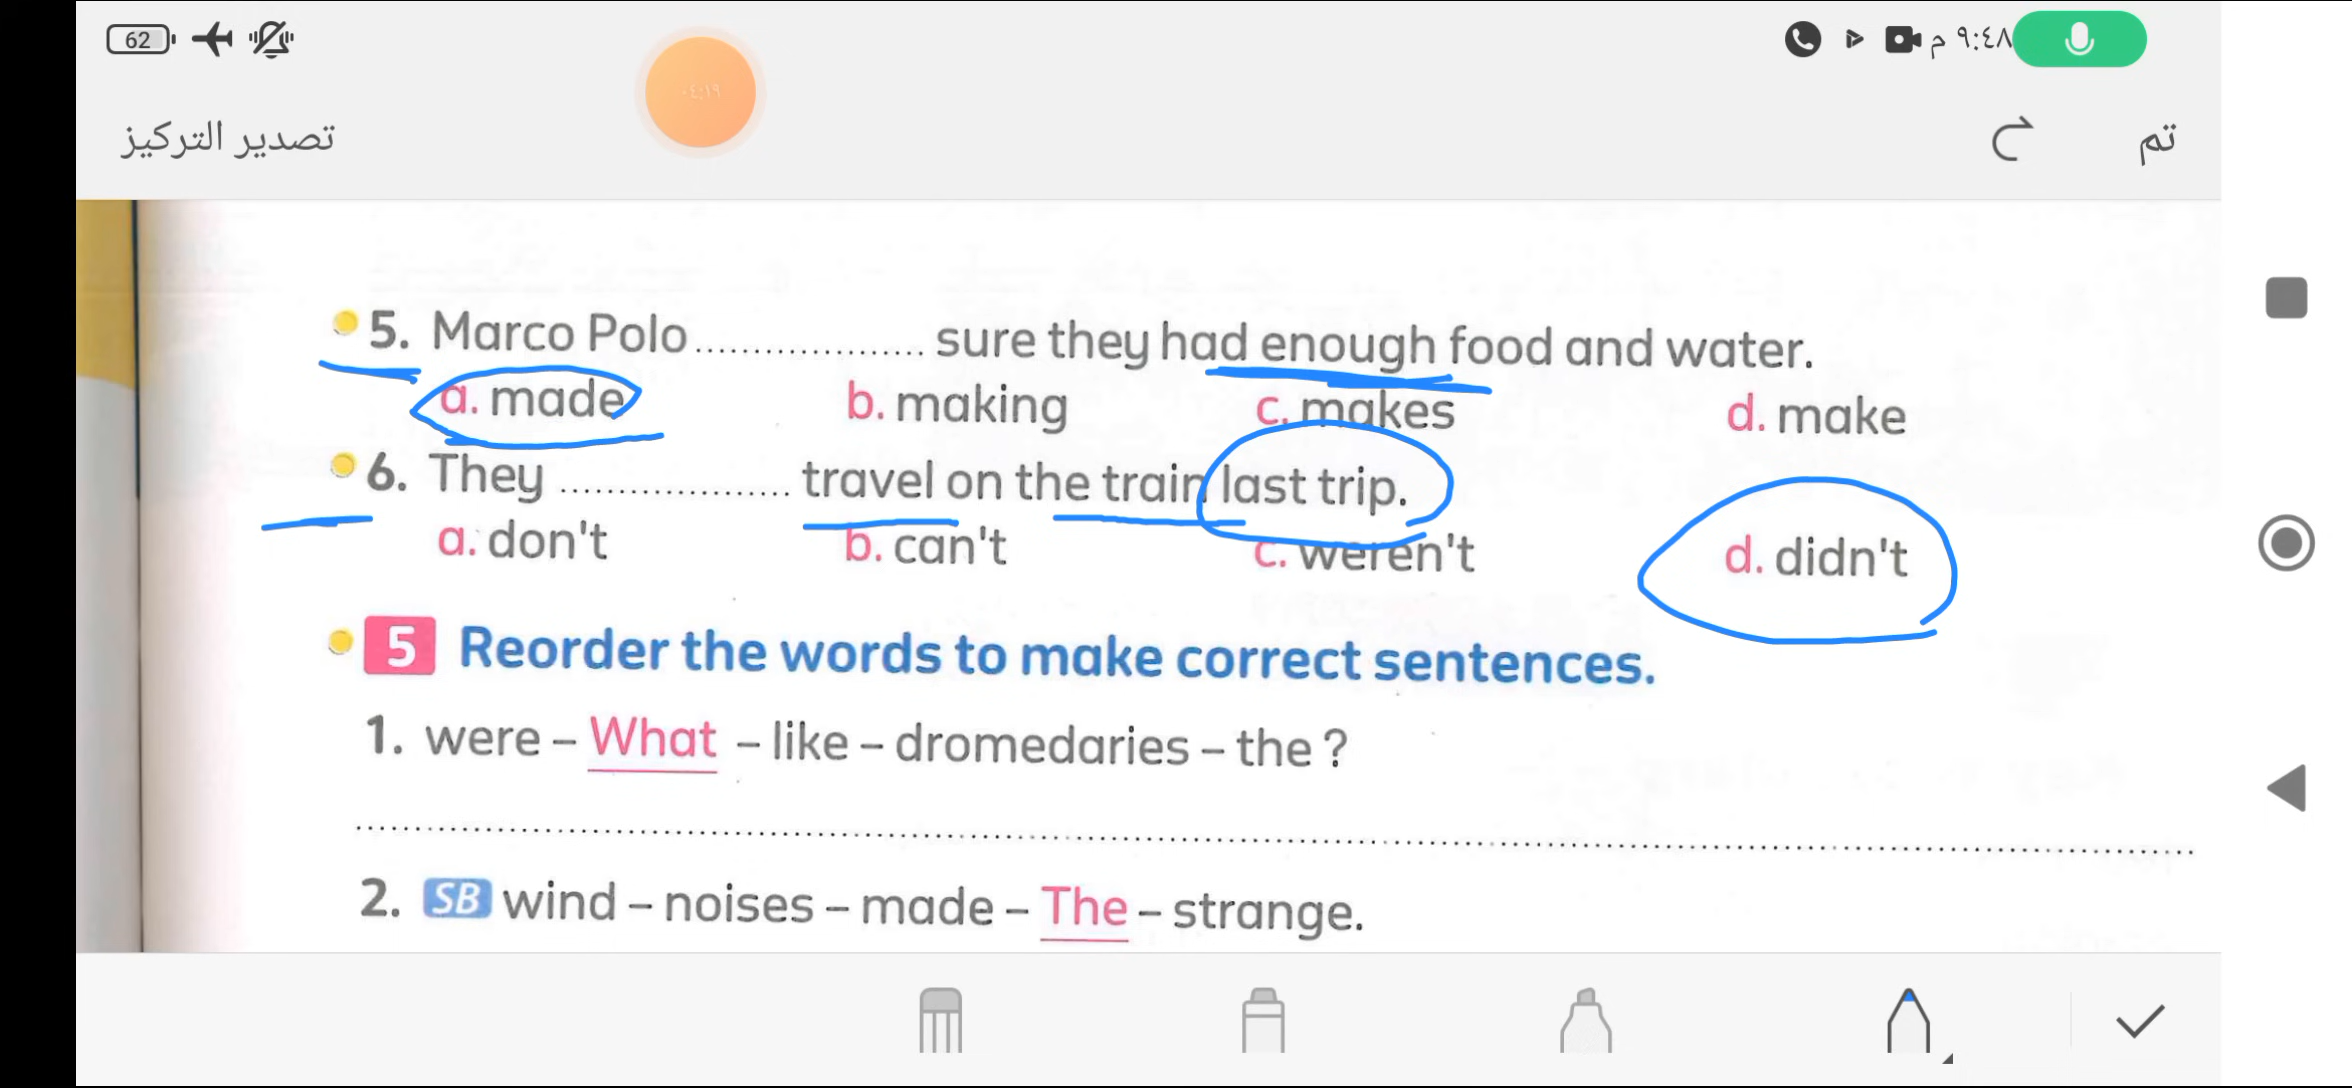 62
م ٩:٤٨
٠٤:١٩
تصدير التركيز
تم
5. Marco Polo .................... sure they had enough food and water.
a. made b. making c. makes d. make
6. They .................... travel on the train last trip.
a. don't b. can't c. weren't d. didn't
5 Reorder the words to make correct sentences.
1. were – What – like – dromedaries – the ?
2. SB wind – noises – made – The – strange.